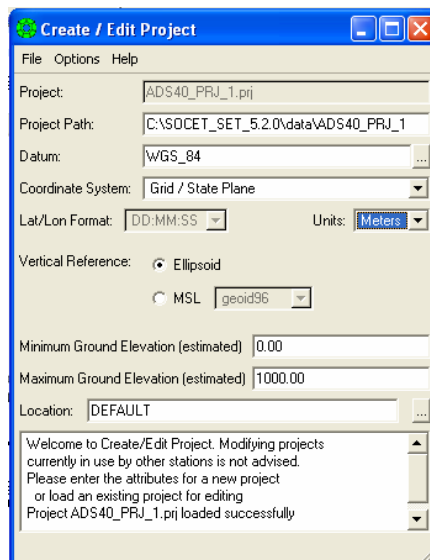 Create / Edit Project
File Options Help
Project: ADS40_PRJ_1.prj
Project Path: C:\SOCET_SET_5.2.0\data\ADS40_PRJ_1
Datum: WGS_84 ...
Coordinate System: Grid / State Plane
Lat/Lon Format: DD:MM:SS Units: Meters
Vertical Reference: Ellipsoid
MSL geoid96
Minimum Ground Elevation (estimated) 0.00
Maximum Ground Elevation (estimated) 1000.00
Location: DEFAULT ...
Welcome to Create/Edit Project. Modifying projects
currently in use by other stations is not advised.
Please enter the attributes for a new project
or load an existing project for editing
Project ADS40_PRJ_1.prj loaded successfully